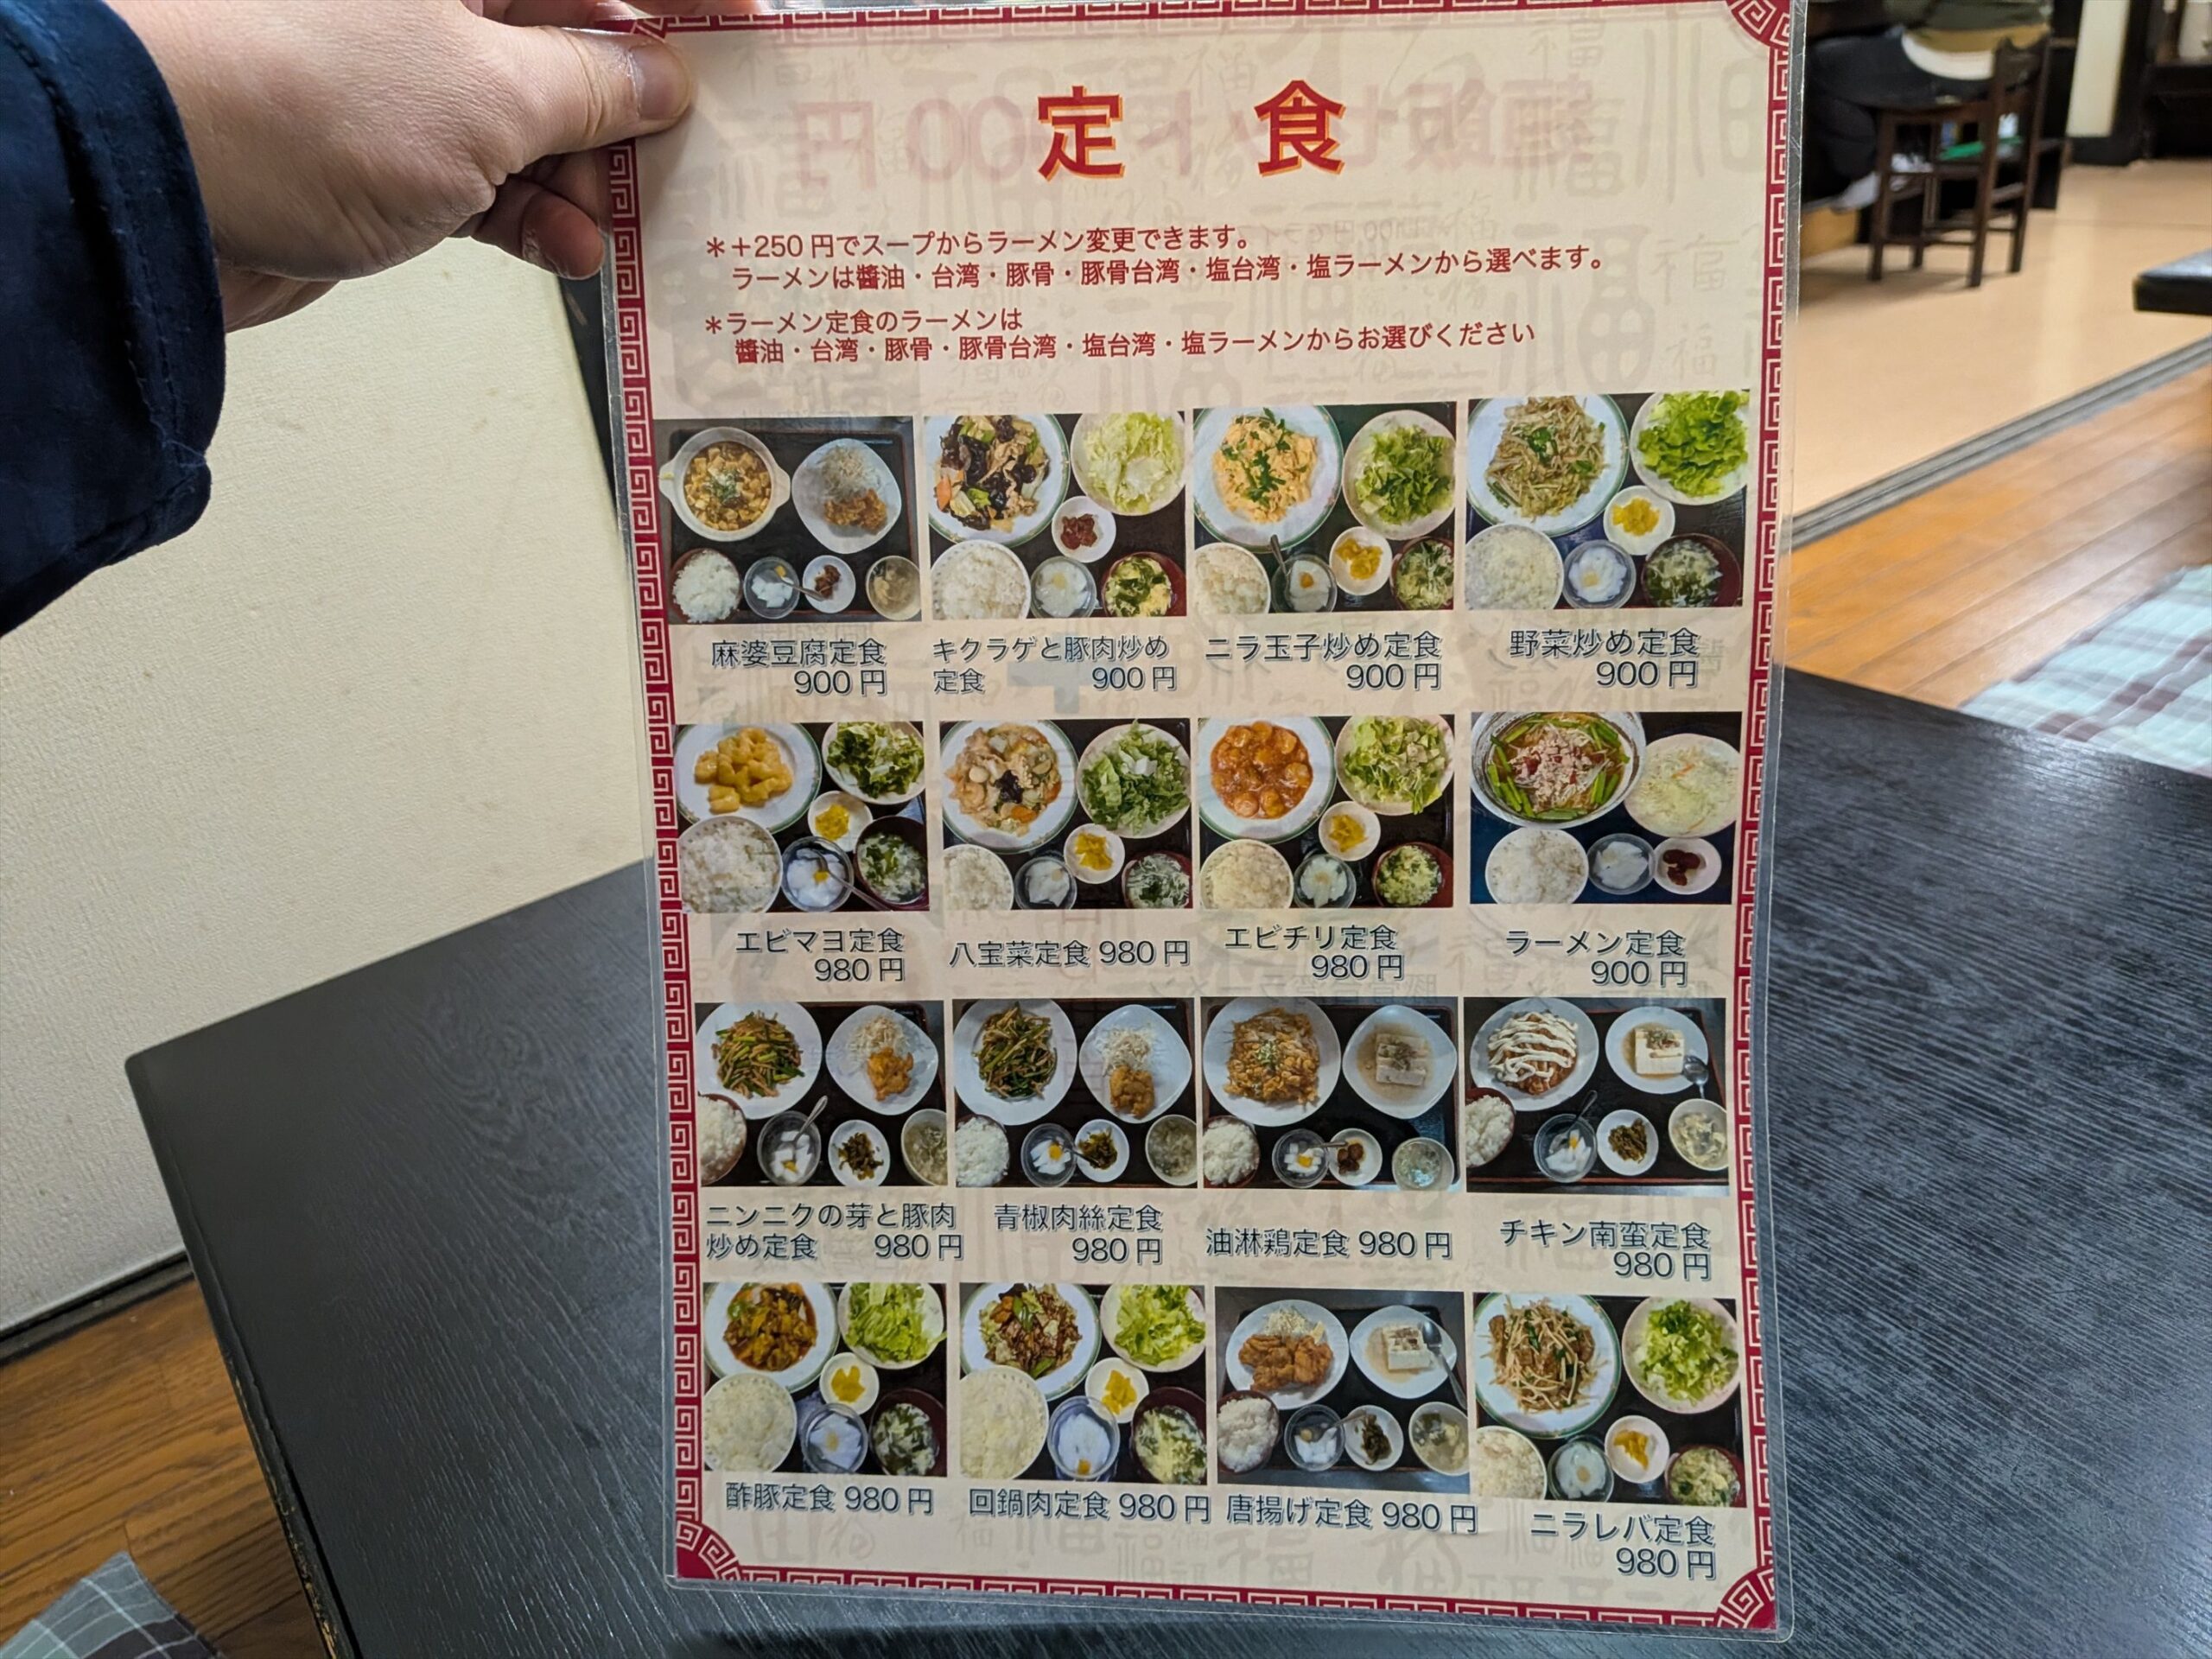 定 食
＊＋250円でスープからラーメン変更できます。
ラーメンは醬油・台湾・豚骨・豚骨台湾・塩台湾・塩ラーメンから選べます。
＊ラーメン定食のラーメンは
醬油・台湾・豚骨・豚骨台湾・塩台湾・塩ラーメンからお選びください
麻婆豆腐定食
900円
キクラゲと豚肉炒め
定食 900円
ニラ玉子炒め定食
900円
野菜炒め定食
900円
エビマヨ定食
980円
八宝菜定食 980円
エビチリ定食
980円
ラーメン定食
900円
ニンニクの芽と豚肉
炒め定食 980円
青椒肉絲定食
980円
油淋鶏定食 980円
チキン南蛮定食
980円
酢豚定食 980円
回鍋肉定食 980円
唐揚げ定食 980円
ニラレバ定食
980円